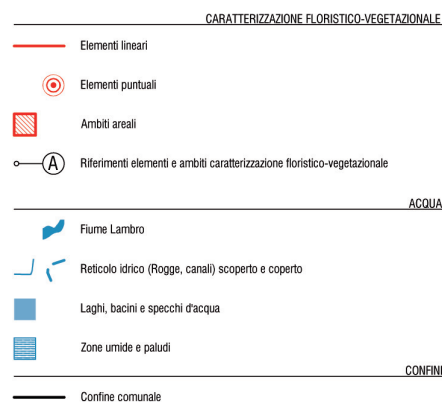 CARATTERIZZAZIONE FLORISTICO-VEGETAZIONALE
Elementi lineari
Elementi puntuali
Ambiti areali
A Riferimenti elementi e ambiti caratterizzazione floristico-vegetazionale
ACQUA
Fiume Lambro
Reticolo idrico (Rogge, canali) scoperto e coperto
Laghi, bacini e specchi d'acqua
Zone umide e paludi
CONFINI
Confine comunale